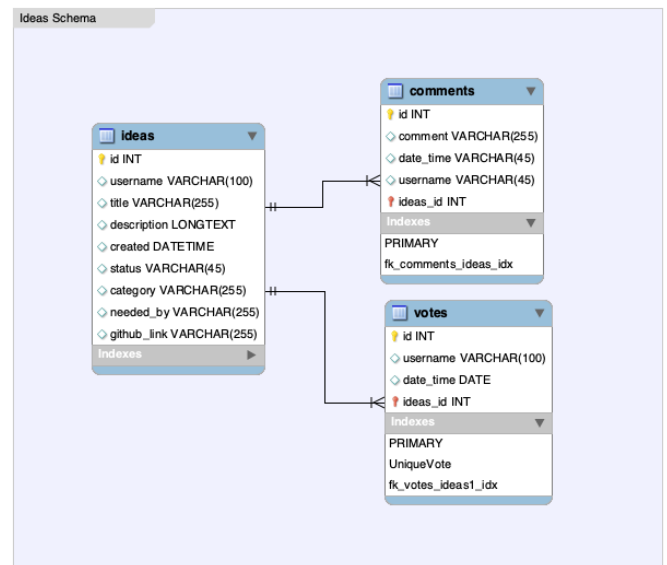 Ideas Schema
ideas
id INT
username VARCHAR(100)
title VARCHAR(255)
description LONGTEXT
created DATETIME
status VARCHAR(45)
category VARCHAR(255)
needed_by VARCHAR(255)
github_link VARCHAR(255)
Indexes
comments
id INT
comment VARCHAR(255)
date_time VARCHAR(45)
username VARCHAR(45)
ideas_id INT
Indexes
PRIMARY
fk_comments_ideas_idx
votes
id INT
username VARCHAR(100)
date_time DATE
ideas_id INT
Indexes
PRIMARY
UniqueVote
fk_votes_ideas1_idx